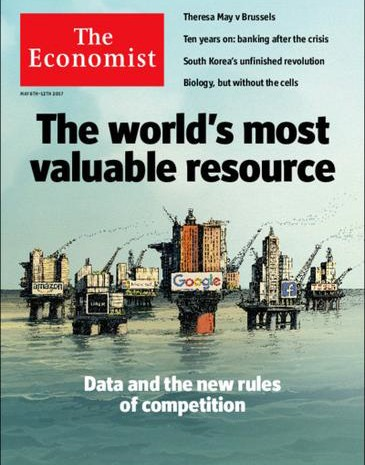 The
Economist
MAY 6TH-12TH 2017
Theresa May v Brussels
Ten years on: banking after the crisis
South Korea's unfinished revolution
Biology, but without the cells
The world's most
valuable resource
amazon
Google
f
Data and the new rules
of competition